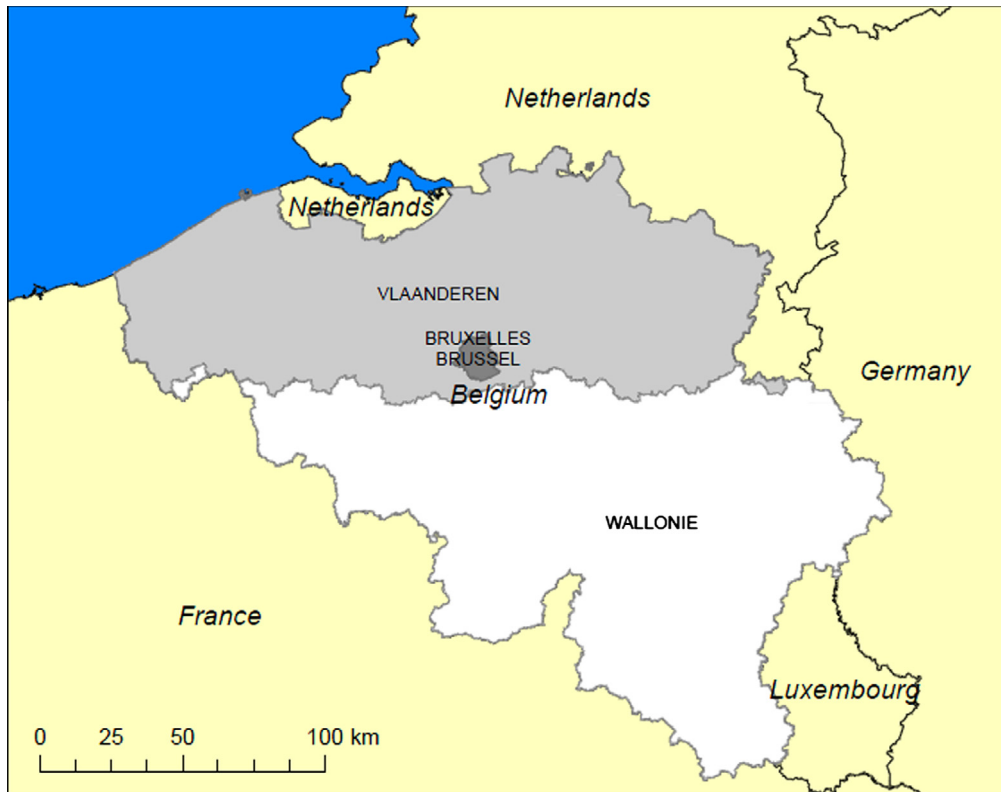 Netherlands
Netherlands
VLAANDEREN
BRUXELLES
BRUSSEL
Belgium
Germany
WALLONIE
France
Luxembourg
0 25 50 100 km